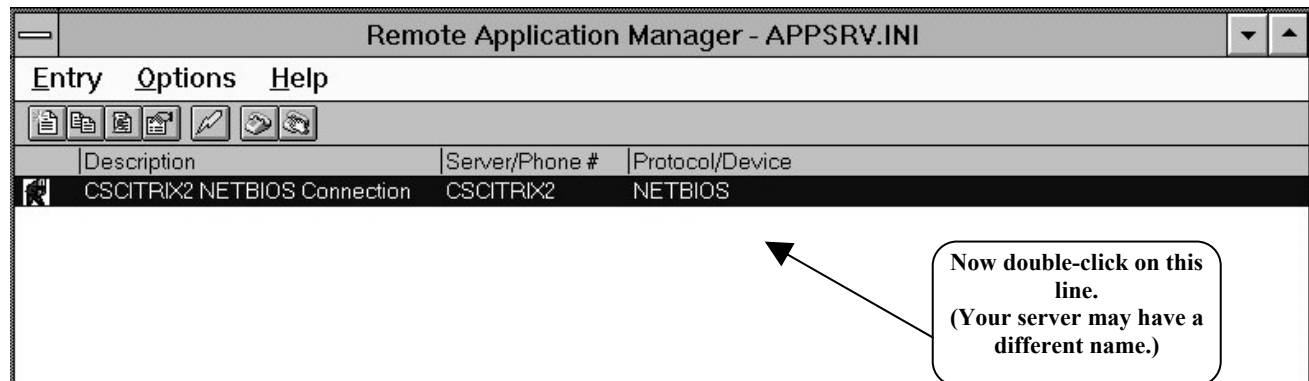 Remote Application Manager - APPSRV.INI
Entry Options Help
Description Server/Phone # Protocol/Device
CSCITRIX2 NETBIOS Connection CSCITRIX2 NETBIOS
Now double-click on this
line.
(Your server may have a
different name.)